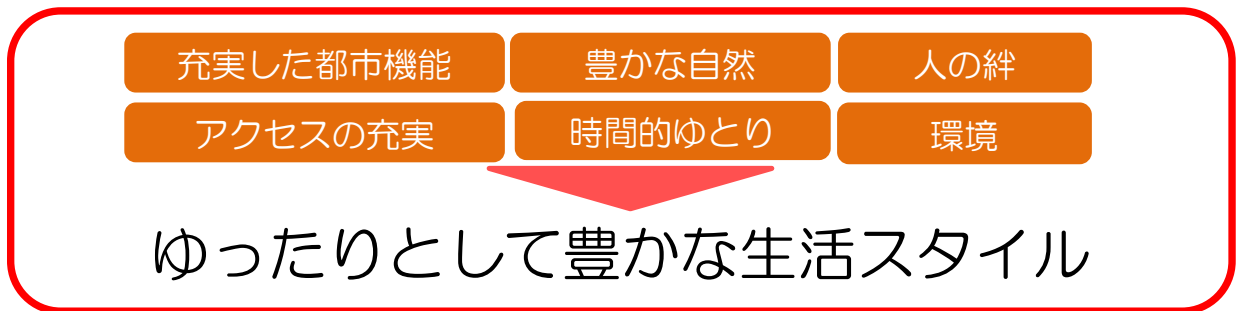 充実した都市機能 豊かな自然 人の絆
アクセスの充実 時間的ゆとり 環境
ゆったりとして豊かな生活スタイル